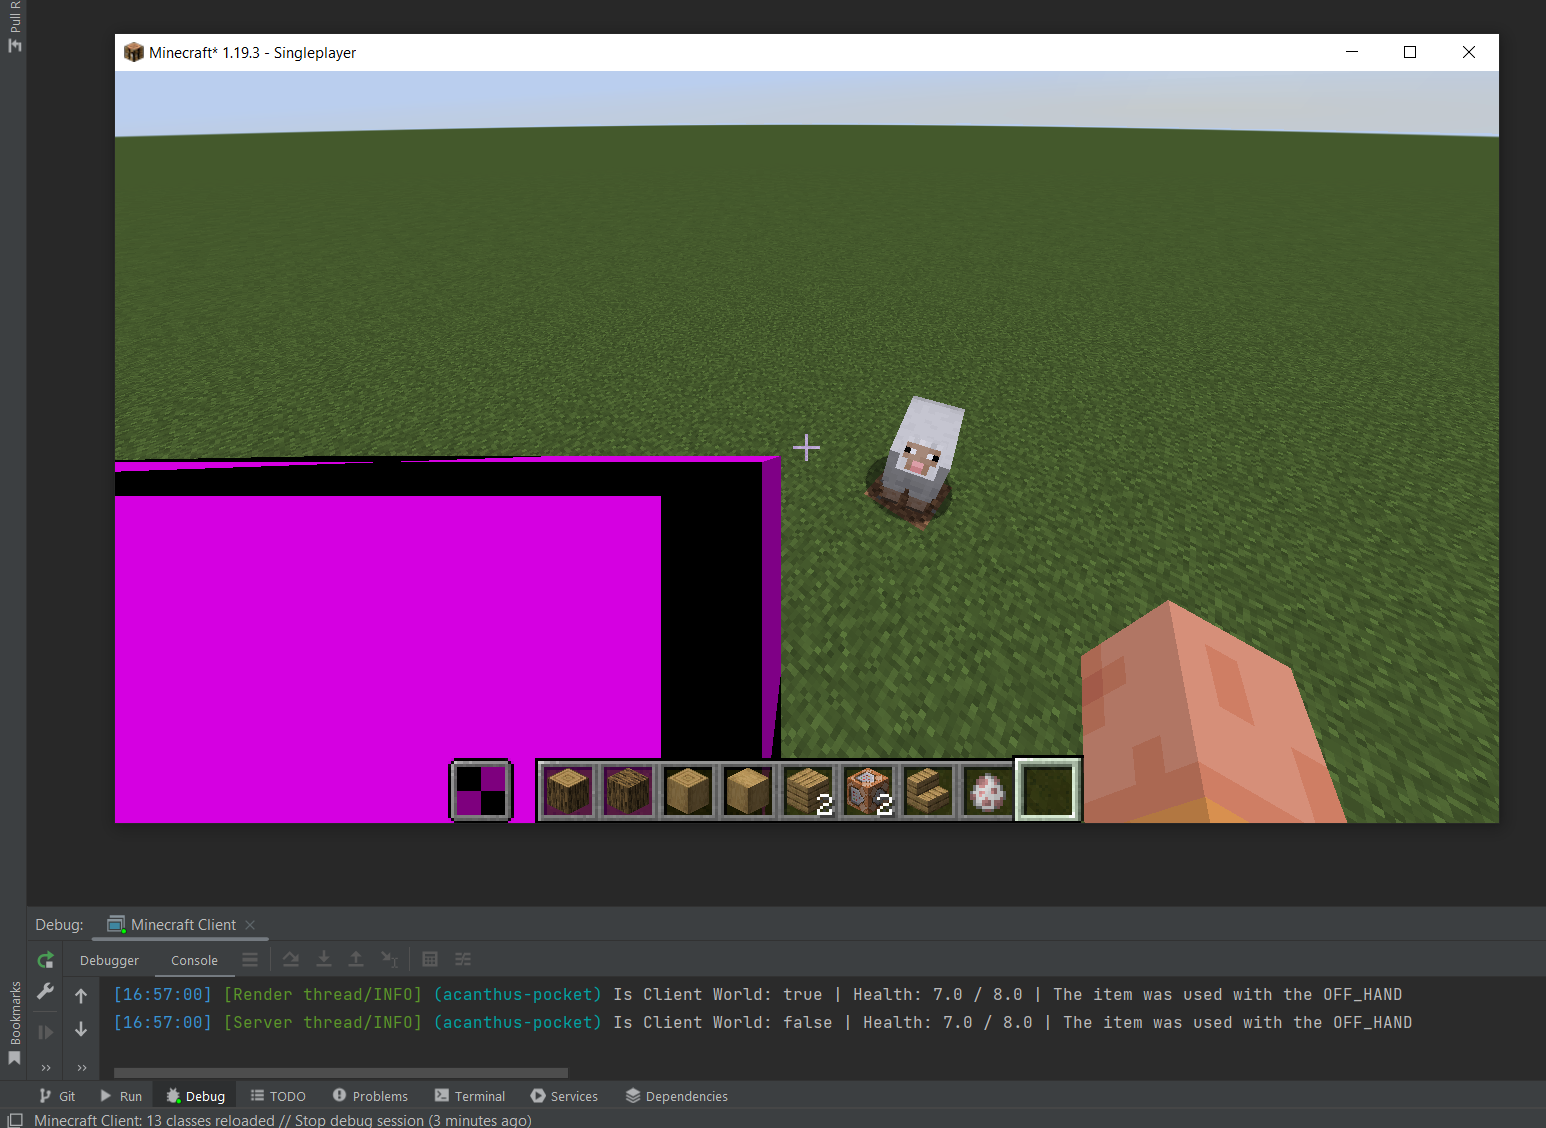 Pull R
Minecraft* 1.19.3 - Singleplayer
2
2
Debug:
Minecraft Client
Debugger
Console
[16:57:00] [Render thread/INFO] (acanthus-pocket) Is Client World: true | Health: 7.0 / 8.0 | The item was used with the OFF_HAND
[16:57:00] [Server thread/INFO] (acanthus-pocket) Is Client World: false | Health: 7.0 / 8.0 | The item was used with the OFF_HAND
Bookmarks
Git
Run
Debug
TODO
Problems
Terminal
Services
Dependencies
Minecraft Client: 13 classes reloaded // Stop debug session (3 minutes ago)